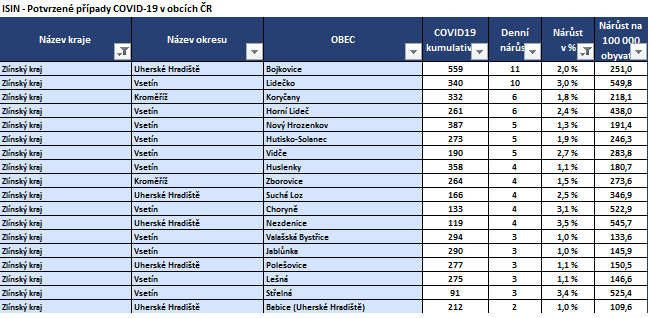 ISIN - Potvrzené případy COVID-19 v obcích ČR
Název kraje Název okresu OBEC COVID19 kumulativ Denní nárůs Nárůst v % Nárůst na 100 000 obyva
Zlínský kraj Uherské Hradiště Bojkovice 559 11 2,0 % 251,0
Zlínský kraj Vsetín Lidečko 340 10 3,0 % 549,8
Zlínský kraj Kroměříž Koryčany 332 6 1,8 % 218,1
Zlínský kraj Vsetín Horní Lideč 261 6 2,4 % 438,0
Zlínský kraj Vsetín Nový Hrozenkov 387 5 1,3 % 191,4
Zlínský kraj Vsetín Hutisko-Solanec 273 5 1,9 % 246,3
Zlínský kraj Vsetín Vidče 190 5 2,7 % 283,8
Zlínský kraj Vsetín Huslenky 358 4 1,1 % 180,7
Zlínský kraj Kroměříž Zborovice 264 4 1,5 % 273,6
Zlínský kraj Uherské Hradiště Suchá Loz 166 4 2,5 % 346,9
Zlínský kraj Vsetín Choryně 133 4 3,1 % 522,9
Zlínský kraj Uherské Hradiště Nezdenice 119 4 3,5 % 545,7
Zlínský kraj Vsetín Valašská Bystřice 294 3 1,0 % 133,6
Zlínský kraj Vsetín Jablůnka 290 3 1,0 % 145,9
Zlínský kraj Uherské Hradiště Polešovice 277 3 1,1 % 150,5
Zlínský kraj Vsetín Lešná 275 3 1,1 % 146,6
Zlínský kraj Vsetín Střelná 91 3 3,4 % 525,4
Zlínský kraj Uherské Hradiště Babice (Uherské Hradiště) 212 2 1,0 % 109,6